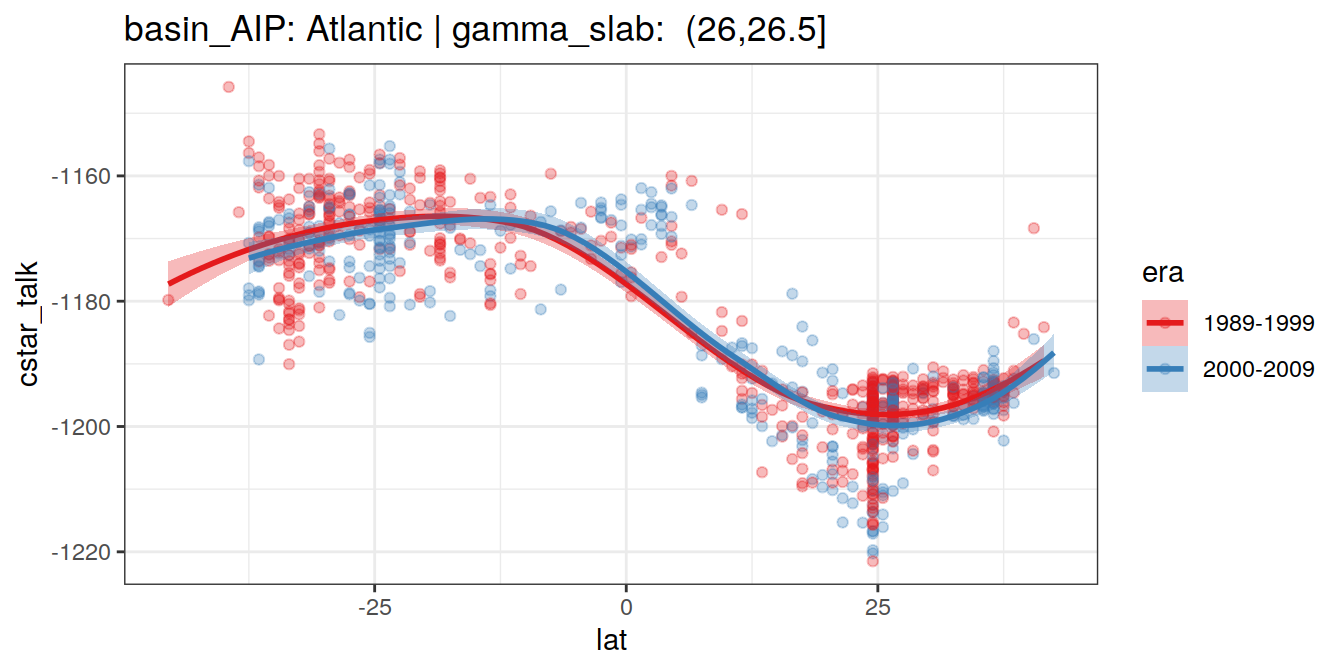 basin_AIP: Atlantic | gamma_slab:  (26,26.5]
cstar_talk
-1160
-1180
-1200
-1220
-25
0
25
lat
era
1989-1999
2000-2009